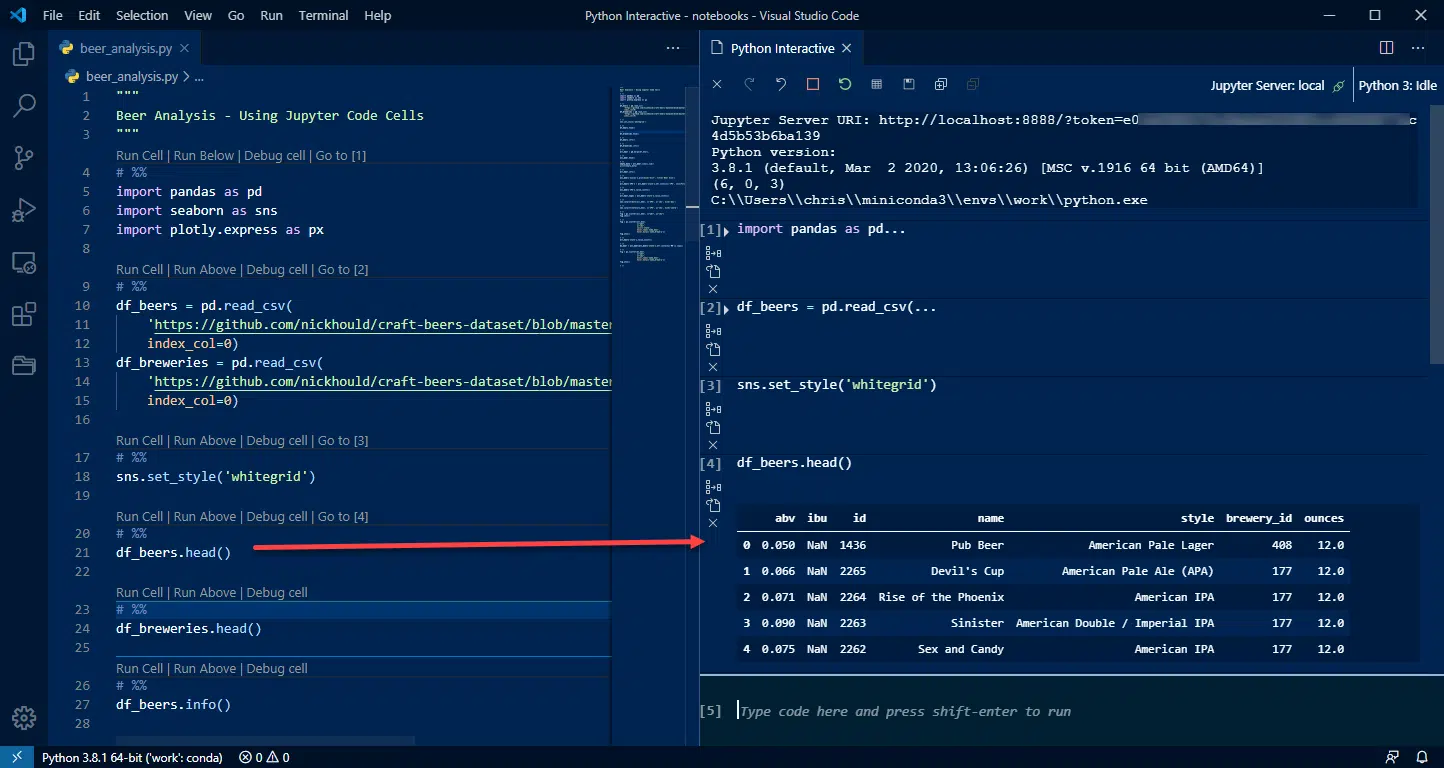 File Edit Selection View Go Run Terminal Help
Python Interactive - notebooks - Visual Studio Code
beer_analysis.py
beer_analysis.py > ...
1 """
2 Beer Analysis - Using Jupyter Code Cells
3 """
Run Cell | Run Below | Debug cell | Go to [1]
4 # %%
5 import pandas as pd
6 import seaborn as sns
7 import plotly.express as px
8
Run Cell | Run Above | Debug cell | Go to [2]
9 # %%
10 df_beers = pd.read_csv(
11 'https://github.com/nickhould/craft-beers-dataset/blob/master
12 index_col=0)
13 df_breweries = pd.read_csv(
14 'https://github.com/nickhould/craft-beers-dataset/blob/master
15 index_col=0)
16
Run Cell | Run Above | Debug cell | Go to [3]
17 # %%
18 sns.set_style('whitegrid')
19
Run Cell | Run Above | Debug cell | Go to [4]
20 # %%
21 df_beers.head()
22
Run Cell | Run Above | Debug cell
23 # %%
24 df_breweries.head()
25
Run Cell | Run Above | Debug cell
26 # %%
27 df_beers.info()
28
Python Interactive
Jupyter Server: local
Python 3: Idle
Jupyter Server URI: http://localhost:8888/?token=e0 c
4d5b53b6ba139
Python version:
3.8.1 (default, Mar 2 2020, 13:06:26) [MSC v.1916 64 bit (AMD64)]
(6, 0, 3)
C:\\Users\\chris\\miniconda3\\envs\\work\\python.exe
[1] import pandas as pd...
[2] df_beers = pd.read_csv(...
[3] sns.set_style('whitegrid')
[4] df_beers.head()
abv ibu id name style brewery_id ounces
0 0.050 NaN 1436 Pub Beer American Pale Lager 408 12.0
1 0.066 NaN 2265 Devil's Cup American Pale Ale (APA) 177 12.0
2 0.071 NaN 2264 Rise of the Phoenix American IPA 177 12.0
3 0.090 NaN 2263 Sinister American Double / Imperial IPA 177 12.0
4 0.075 NaN 2262 Sex and Candy American IPA 177 12.0
[5] Type code here and press shift-enter to run
Python 3.8.1 64-bit ('work': conda) 0 0